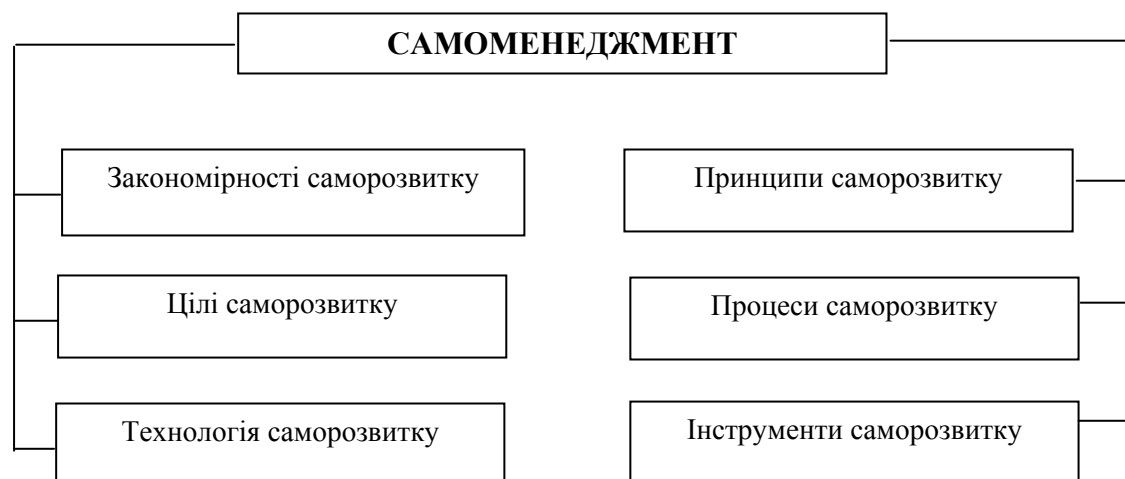 САМОМЕНЕДЖМЕНТ
Закономірності саморозвитку
Принципи саморозвитку
Цілі саморозвитку
Процеси саморозвитку
Технологія саморозвитку
Інструменти саморозвитку